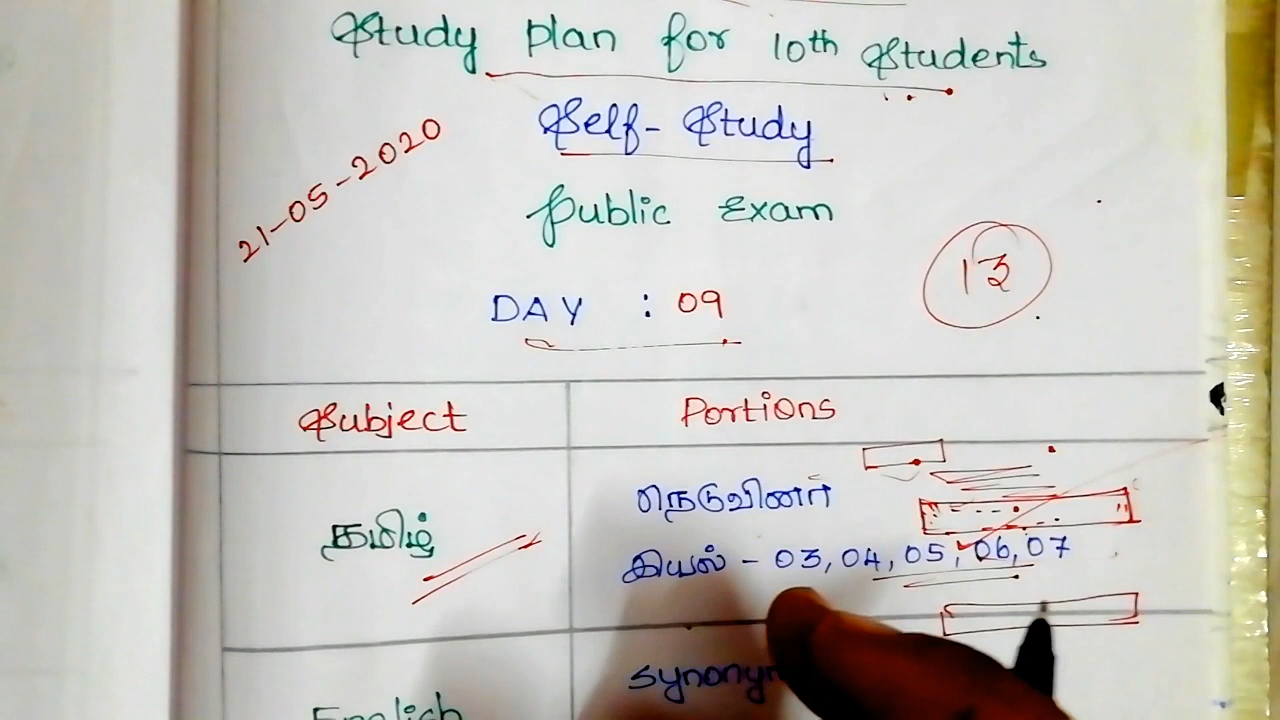 Study plan for 10th Students
Self- Study
21-05-2020
Public Exam
13
DAY : 09
Subject Portions
தமிழ் நெடுவினா
இயல் - 03, 04, 05, 06, 07
English